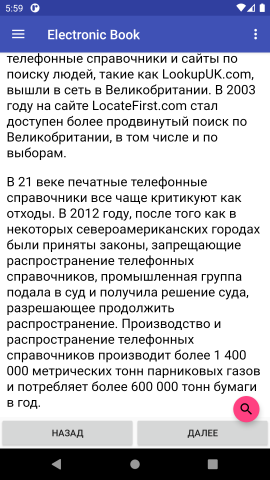 5:59
Electronic Book
телефонные справочники и сайты по
поиску людей, такие как LookupUK.com,
вышли в сеть в Великобритании. В 2003
году на сайте LocateFirst.com стал
доступен более продвинутый поиск по
Великобритании, в том числе и по
выборам.
В 21 веке печатные телефонные
справочники все чаще критикуют как
отходы. В 2012 году, после того как в
некоторых североамериканских городах
были приняты законы, запрещающие
распространение телефонных
справочников, промышленная группа
подала в суд и получила решение суда,
разрешающее продолжить
распространение. Производство и
распространение телефонных
справочников производит более 1 400
000 метрических тонн парниковых газов
и потребляет более 600 000 тонн бумаги
в год.
НАЗАД
ДАЛЕЕ